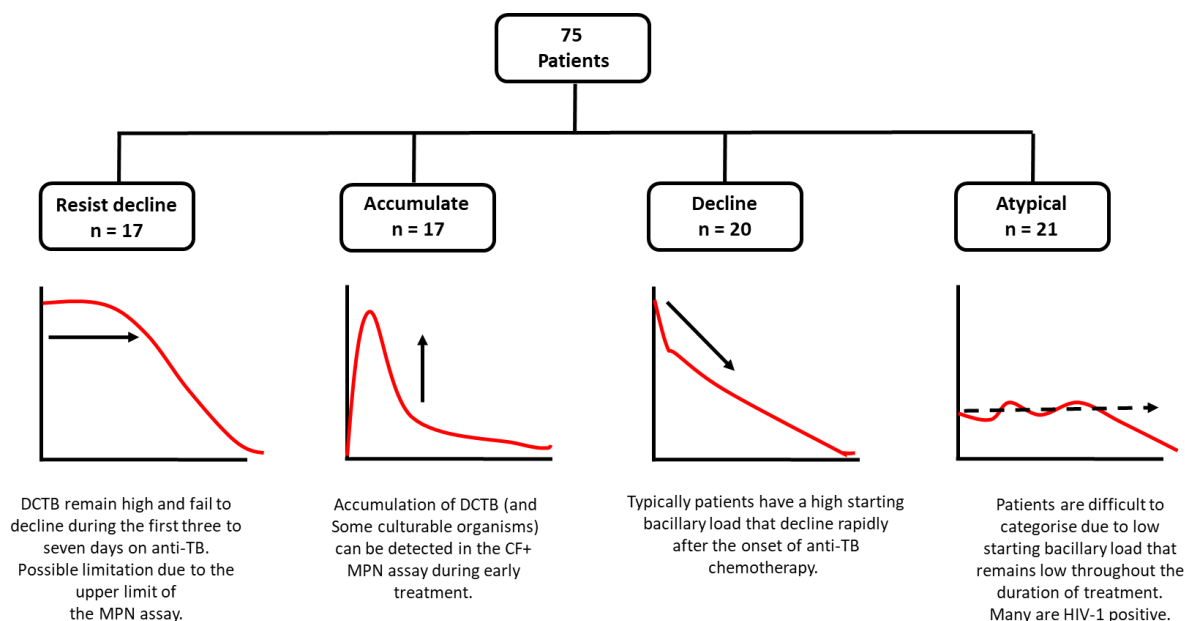 75
Patients
Resist decline
n = 17
Accumulate
n = 17
Decline
n = 20
Atypical
n = 21
DCTB remain high and fail to
decline during the first three to
seven days on anti-TB.
Possible limitation due to the
upper limit of
the MPN assay.
Accumulation of DCTB (and
Some culturable organisms)
can be detected in the CF+
MPN assay during early
treatment.
Typically patients have a high starting
bacillary load that decline rapidly
after the onset of anti-TB
chemotherapy.
Patients are difficult to
categorise due to low
starting bacillary load that
remains low throughout the
duration of treatment.
Many are HIV-1 positive.